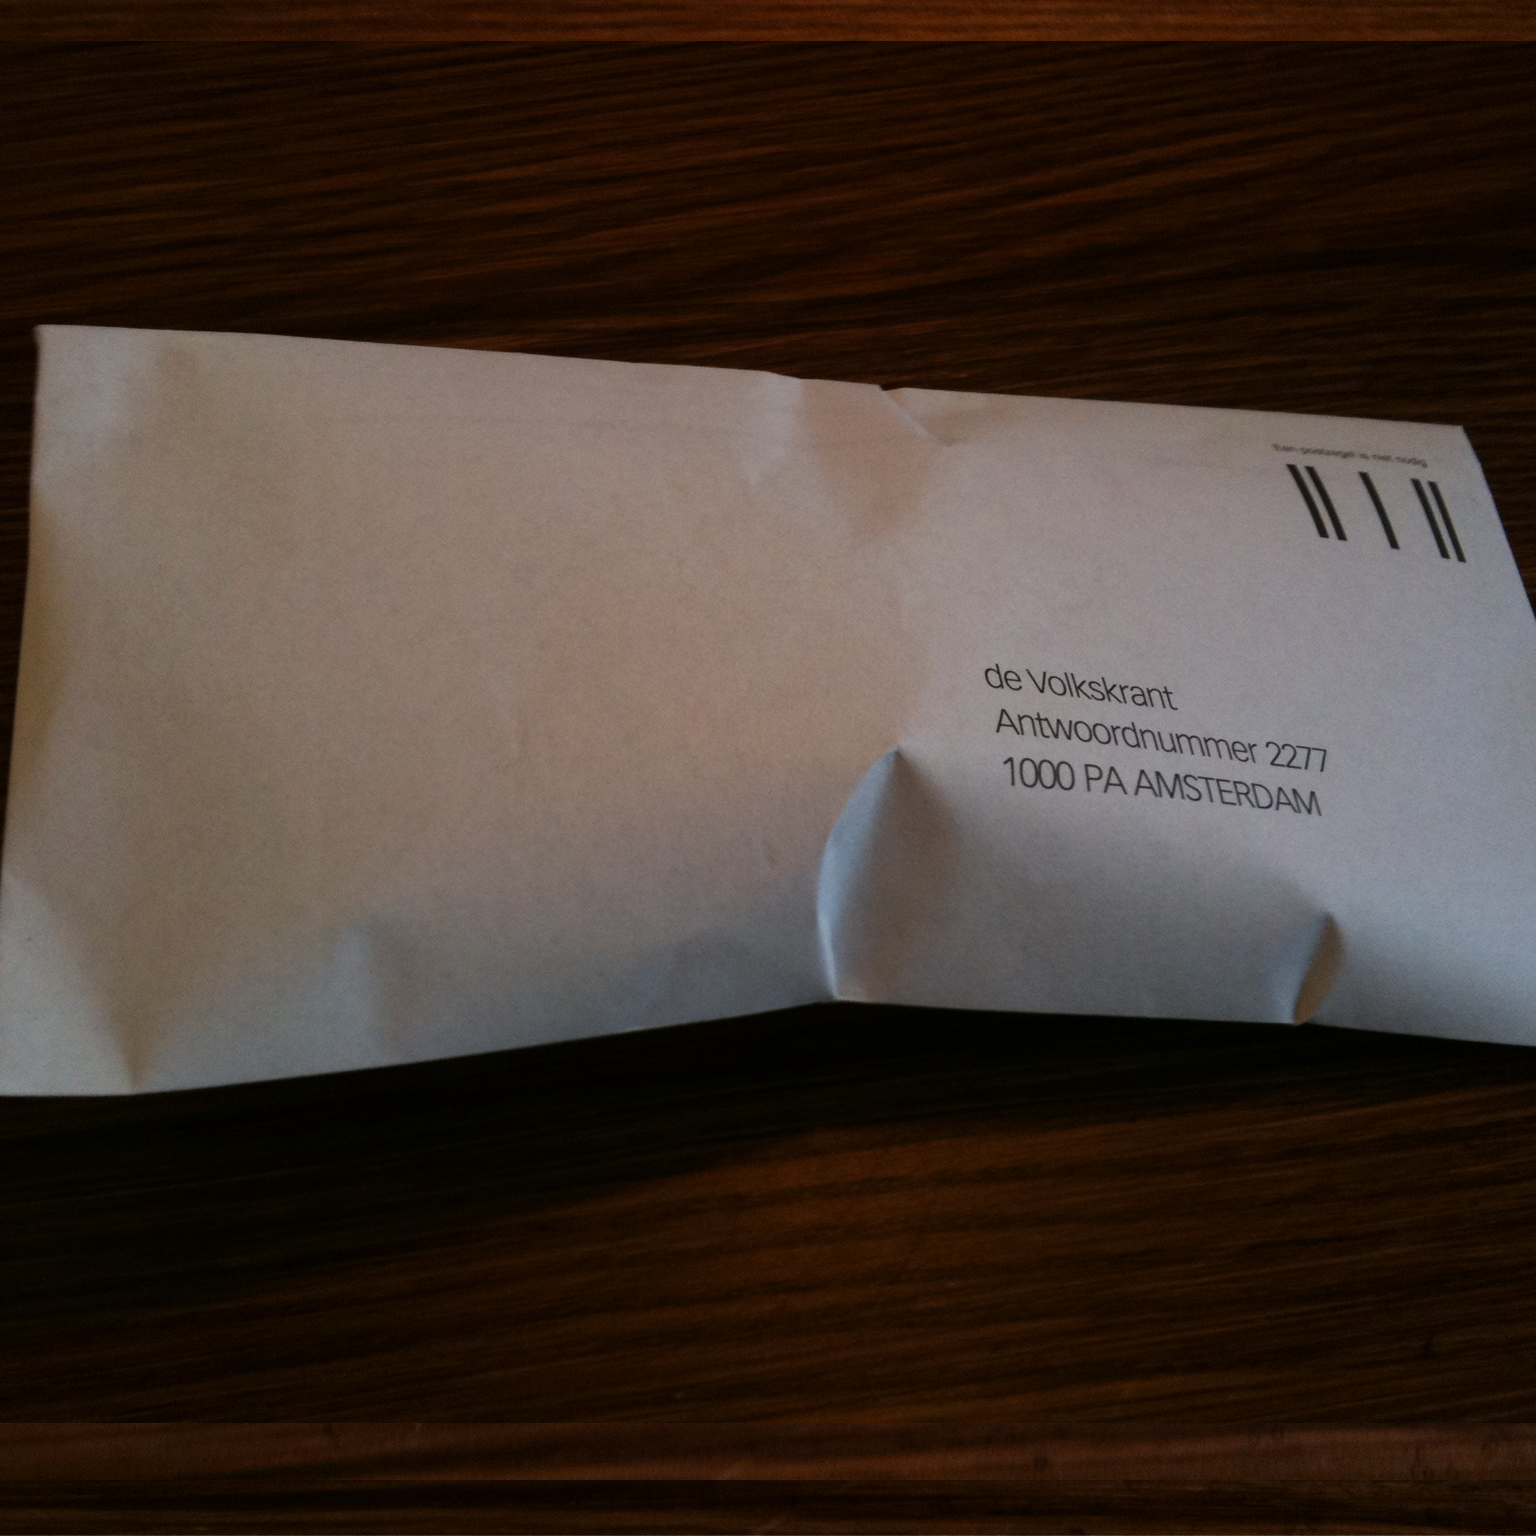 Een postzegel is niet nodig
de Volkskrant
Antwoordnummer 2277
1000 PA AMSTERDAM